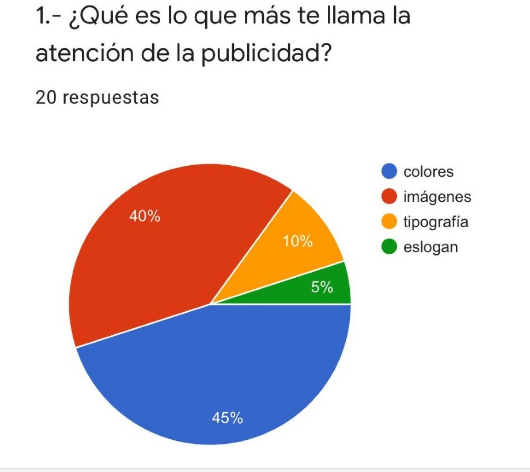 1.- ¿Qué es lo que más te llama la
atención de la publicidad?
20 respuestas
colores
imágenes
tipografía
eslogan
40%
10%
5%
45%